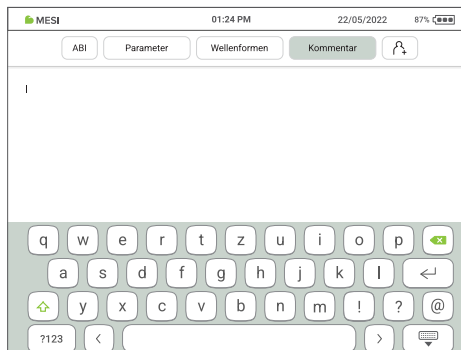 MESI 01:24 PM 22/05/2022 87%
ABI Parameter Wellenformen Kommentar
q w e r t z u i o p
a s d f g h j k l
y x c v b n m ! ? @
?123 < >